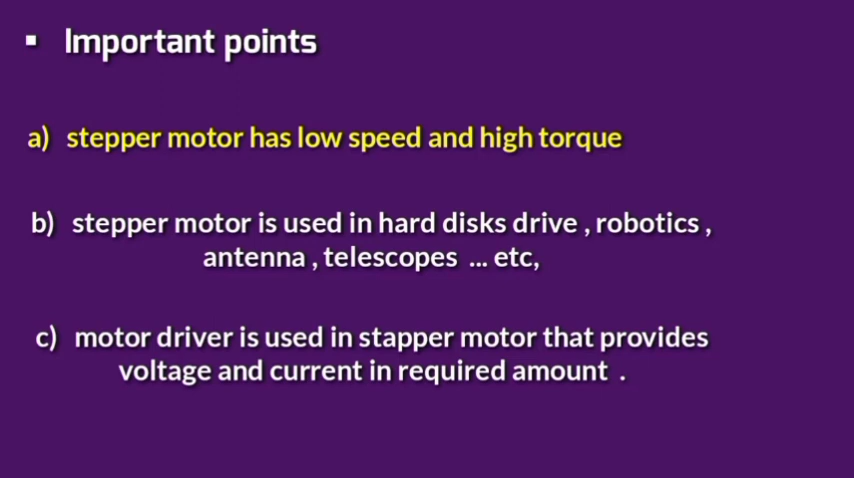 ▪ Important points
a) stepper motor has low speed and high torque
b) stepper motor is used in hard disks drive , robotics ,
antenna , telescopes ... etc,
c) motor driver is used in stapper motor that provides
voltage and current in required amount .